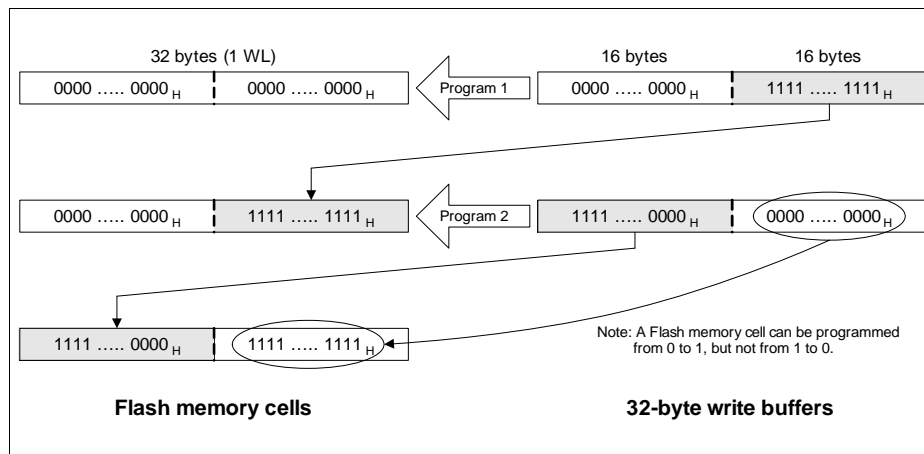 32 bytes (1 WL) 16 bytes 16 bytes
0000 ..... 0000 H 0000 ..... 0000 H Program 1 0000 ..... 0000 H 1111 ..... 1111 H
0000 ..... 0000 H 1111 ..... 1111 H Program 2 1111 ..... 0000 H 0000 ..... 0000 H
1111 ..... 0000 H 1111 ..... 1111 H
Note: A Flash memory cell can be programmed
from 0 to 1, but not from 1 to 0.
Flash memory cells 32-byte write buffers